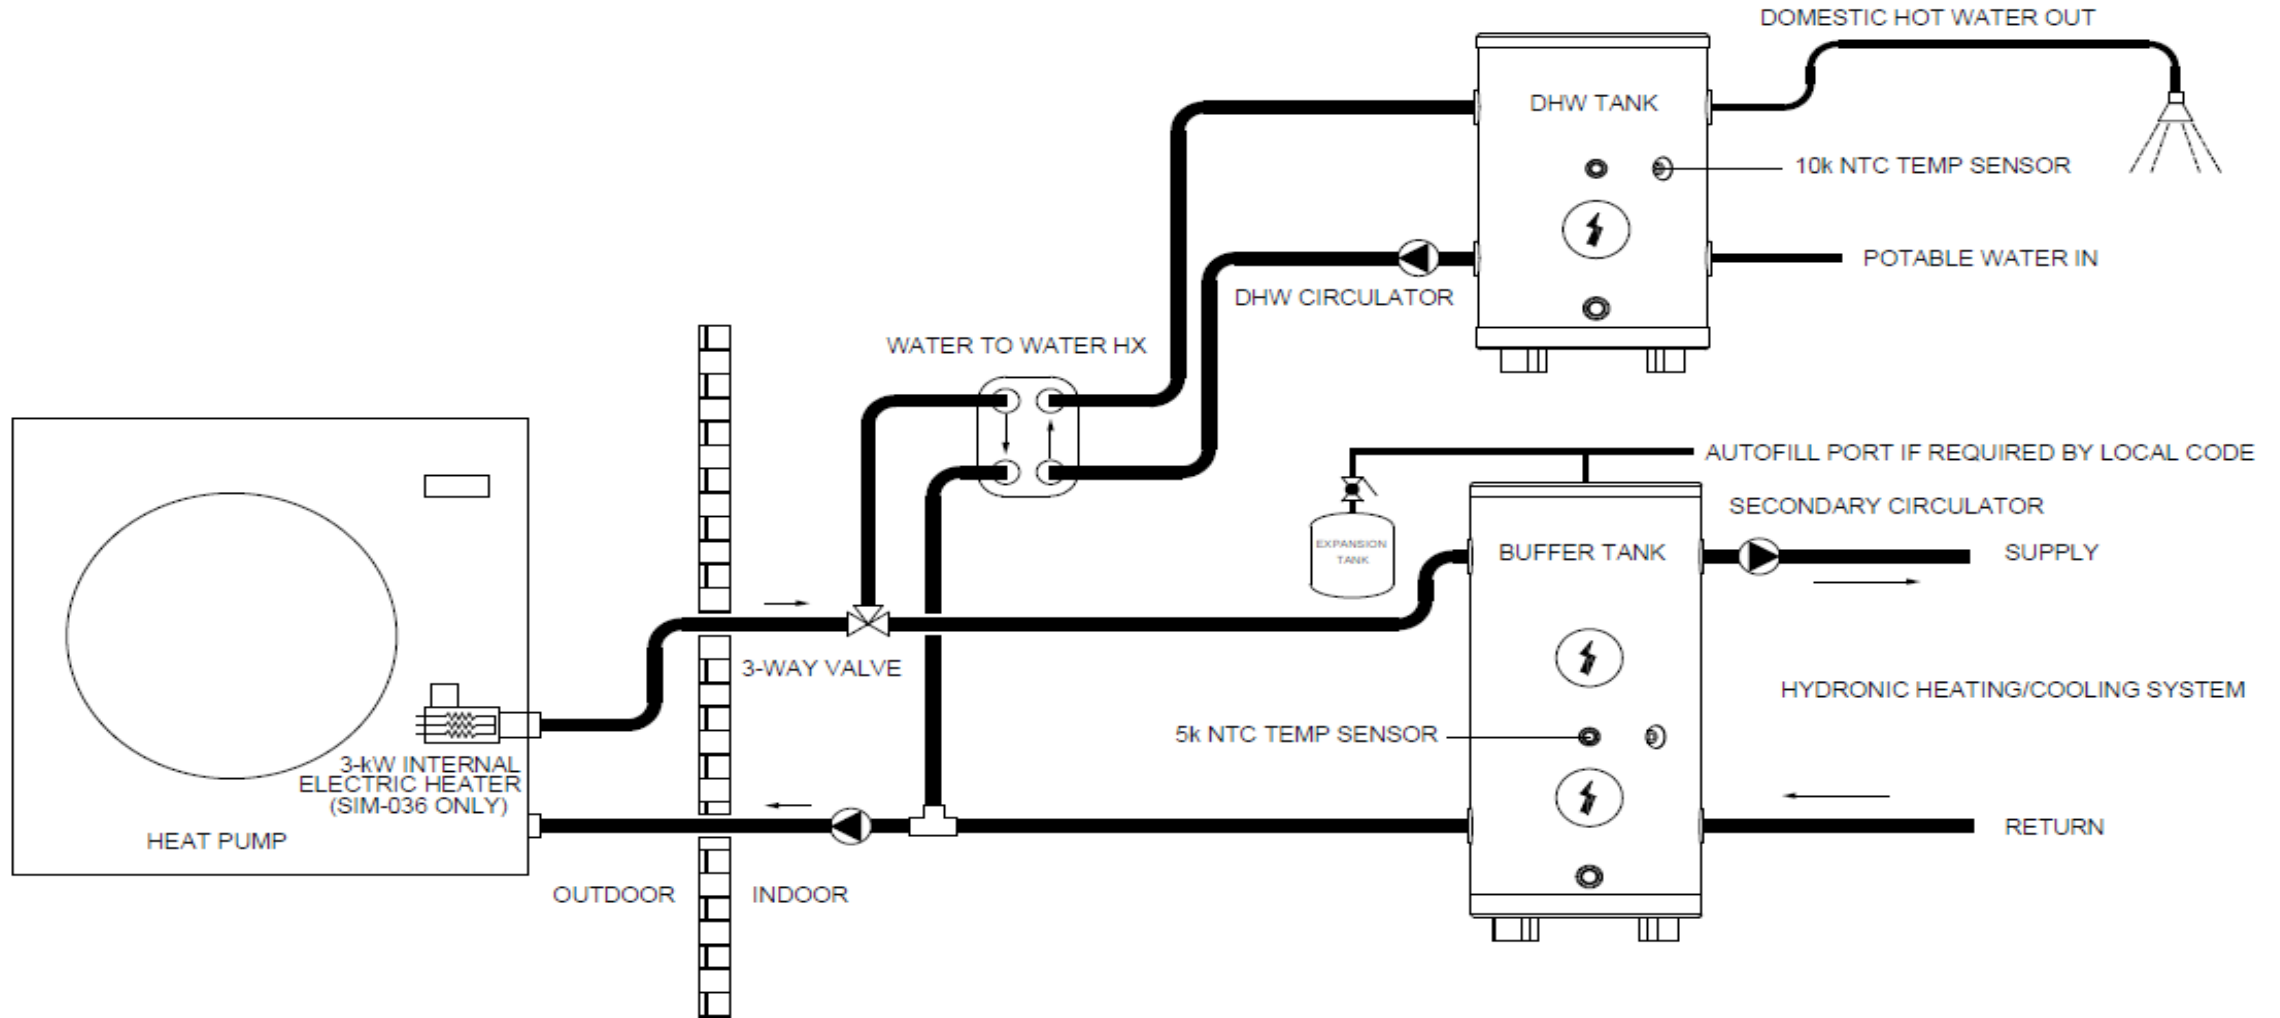 DOMESTIC HOT WATER OUT
DHW TANK
10k NTC TEMP SENSOR
POTABLE WATER IN
DHW CIRCULATOR
WATER TO WATER HX
AUTOFILL PORT IF REQUIRED BY LOCAL CODE
SECONDARY CIRCULATOR
EXPANSION
TANK
BUFFER TANK
SUPPLY
3-WAY VALVE
HYDRONIC HEATING/COOLING SYSTEM
5k NTC TEMP SENSOR
3-kW INTERNAL
ELECTRIC HEATER
(SIM-036 ONLY)
HEAT PUMP
RETURN
OUTDOOR
INDOOR